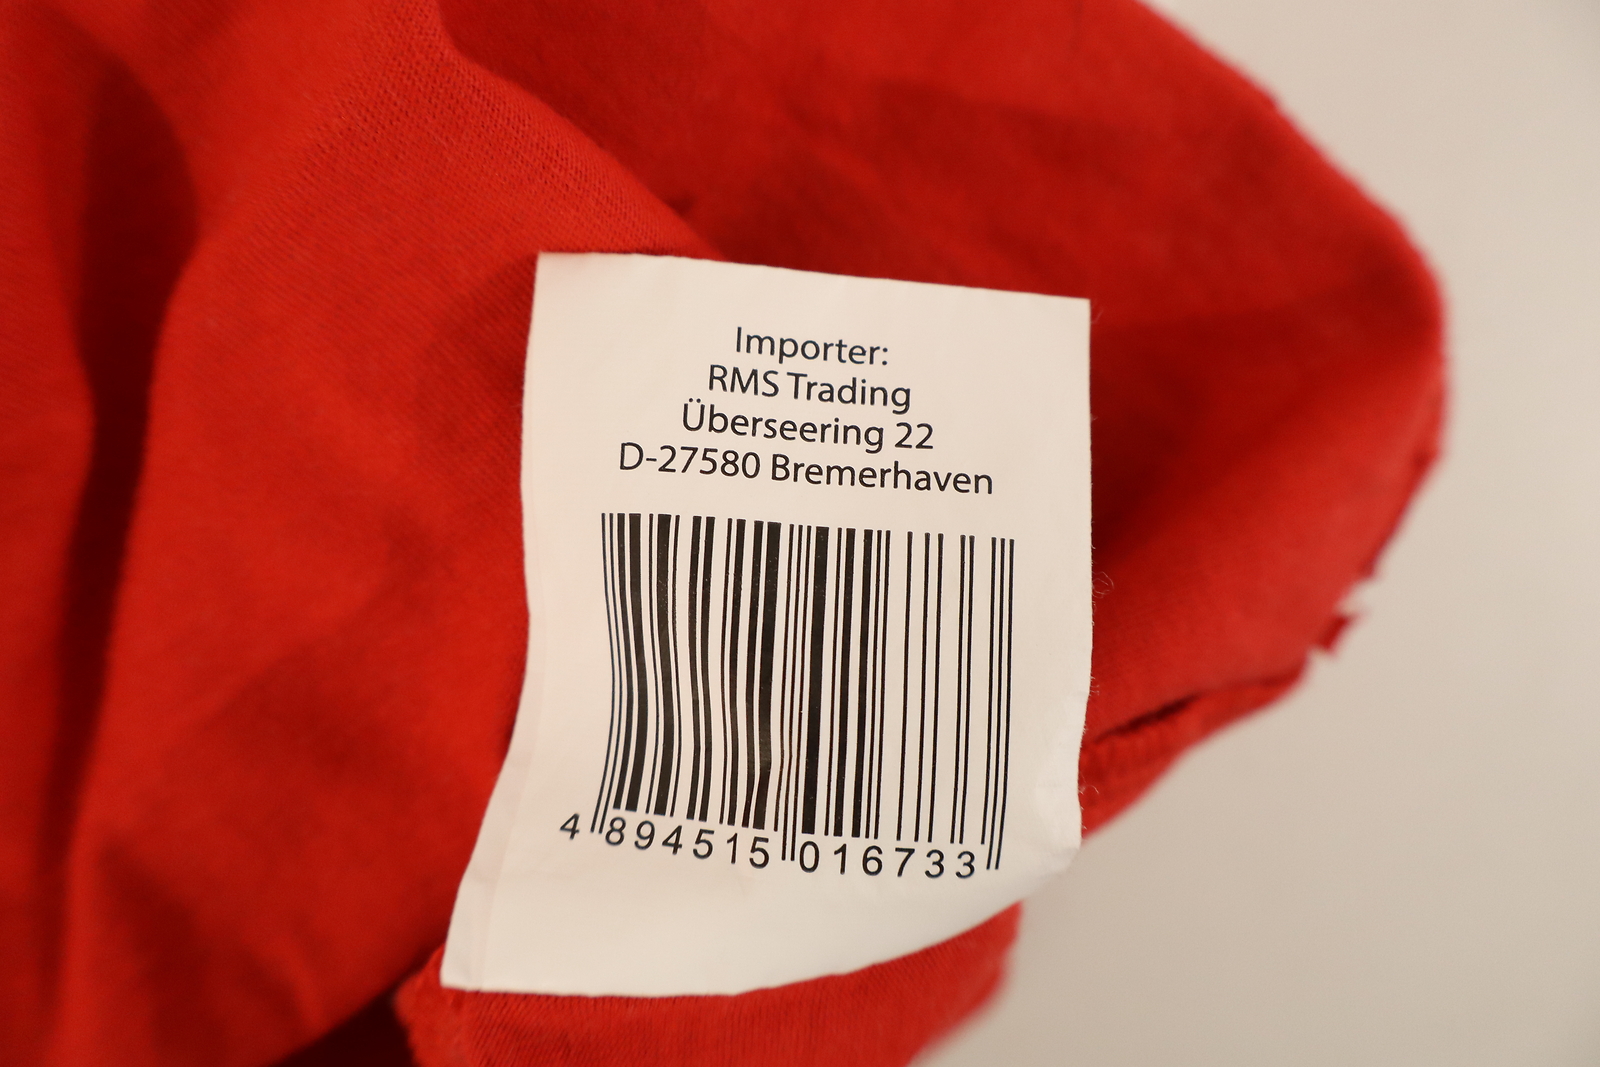 Importer:
RMS Trading
Überseering 22
D-27580 Bremerhaven
4 894515 016733